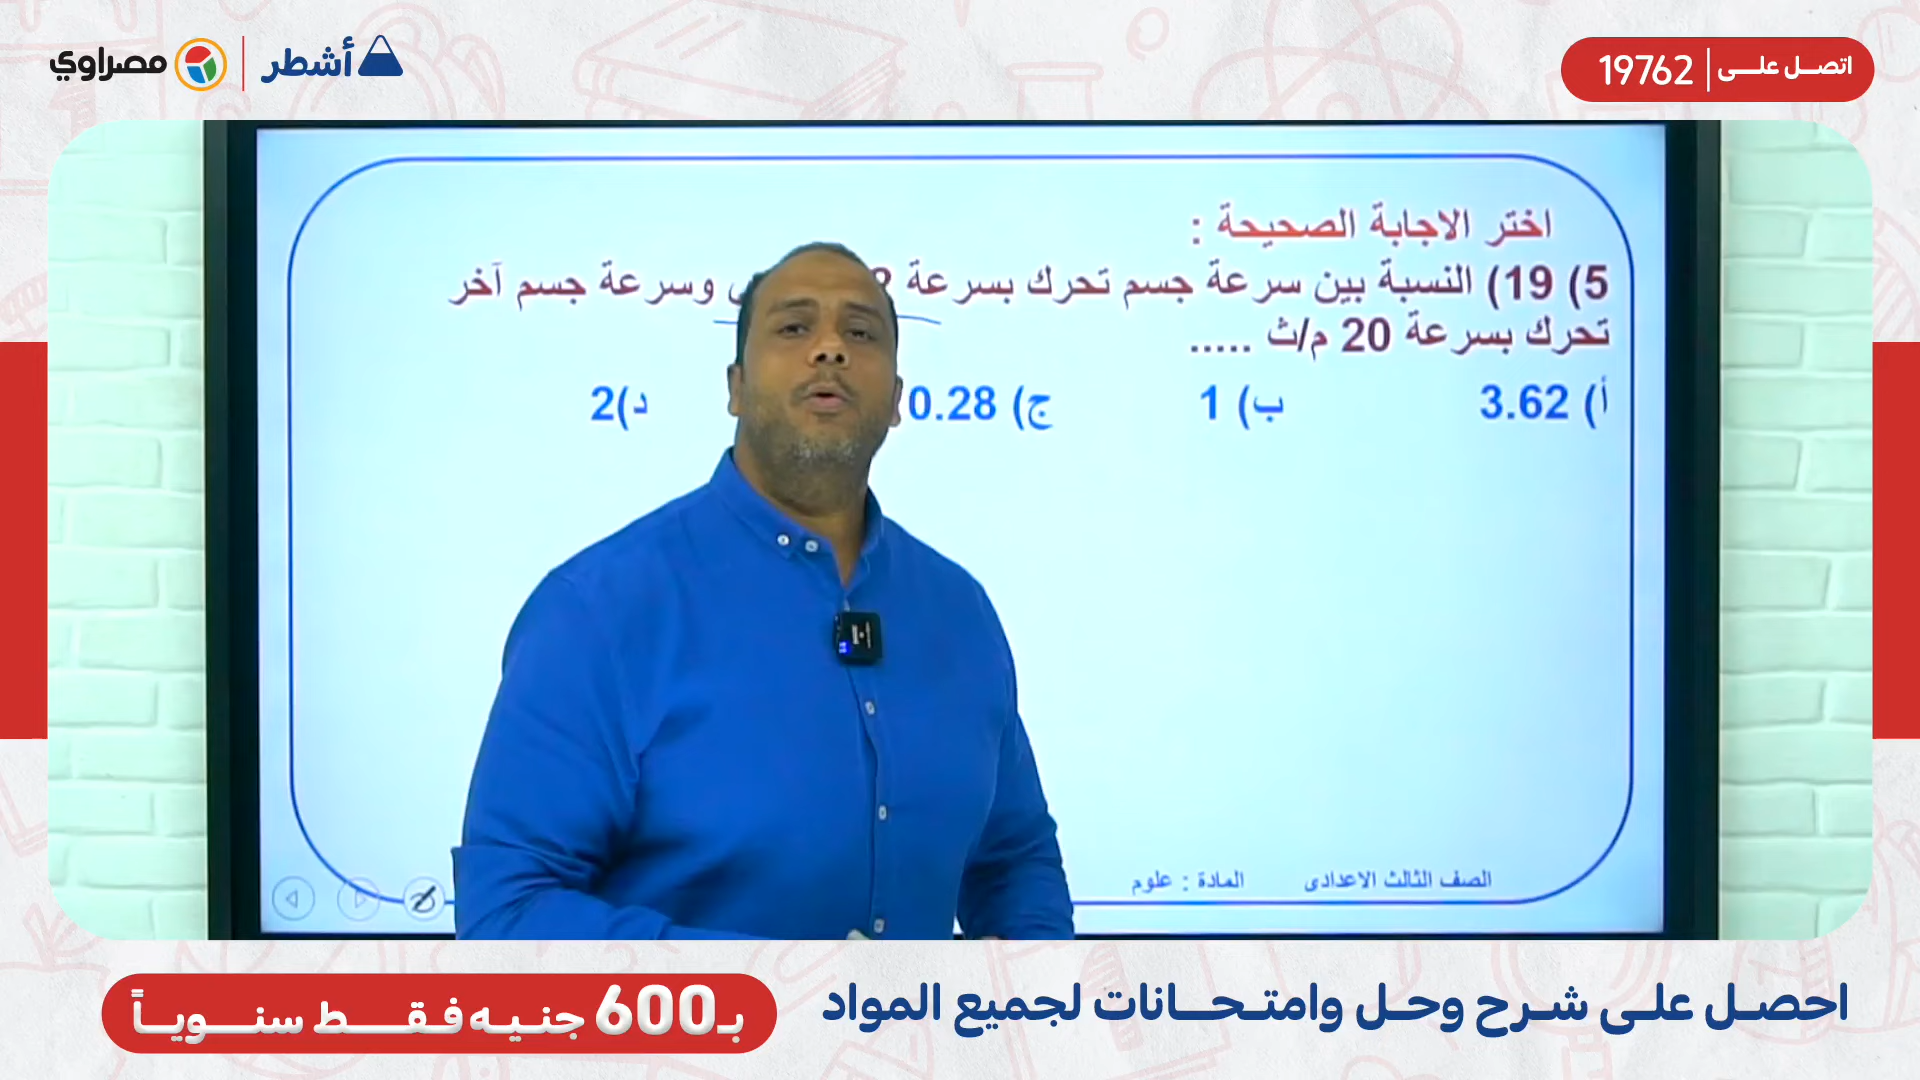 مصراوي
أشطر
اتصل على 19762
اختر الاجابة الصحيحة :
5) 19) النسبة بين سرعة جسم تحرك بسرعة وسرعة جسم آخر
تحرك بسرعة 20 م/ث .....
أ) 3.62 ب) 1 ج) 0.28 د)2
الصف الثالث الاعدادى المادة : علوم
احصل على شرح وحل وامتحانات لجميع المواد
بـ600 جنيه فقط سنوياً